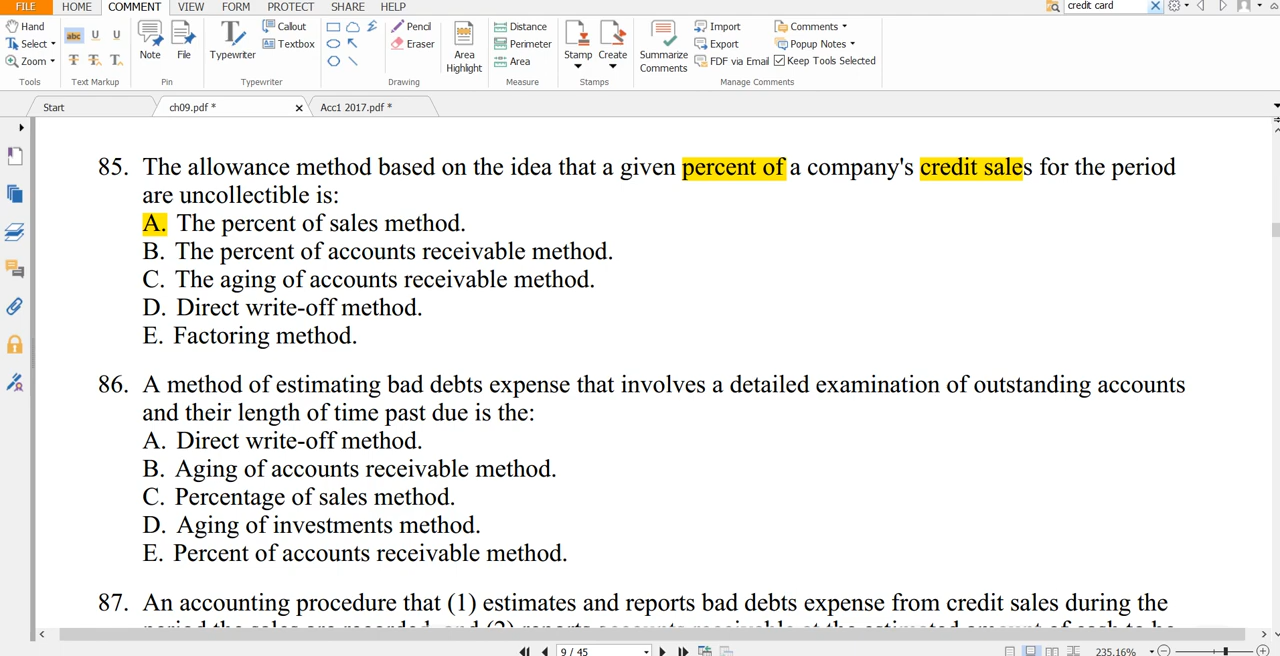 FILE HOME COMMENT VIEW FORM PROTECT SHARE HELP credit card
Hand
Select
Zoom
Tools
abc U U
T T T
Text Markup
Note
File
Pin
Typewriter
Callout
Textbox
Typewriter
Pencil
Eraser
Drawing
Area
Highlight
Distance
Perimeter
Area
Measure
Stamp
Create
Stamps
Summarize
Comments
Import
Export
FDF via Email
Comments
Popup Notes
Keep Tools Selected
Manage Comments
Start ch09.pdf * Acc1 2017.pdf *
85. The allowance method based on the idea that a given percent of a company's credit sales for the period
are uncollectible is:
A. The percent of sales method.
B. The percent of accounts receivable method.
C. The aging of accounts receivable method.
D. Direct write-off method.
E. Factoring method.
86. A method of estimating bad debts expense that involves a detailed examination of outstanding accounts
and their length of time past due is the:
A. Direct write-off method.
B. Aging of accounts receivable method.
C. Percentage of sales method.
D. Aging of investments method.
E. Percent of accounts receivable method.
87. An accounting procedure that (1) estimates and reports bad debts expense from credit sales during the
9 / 45 235.16%